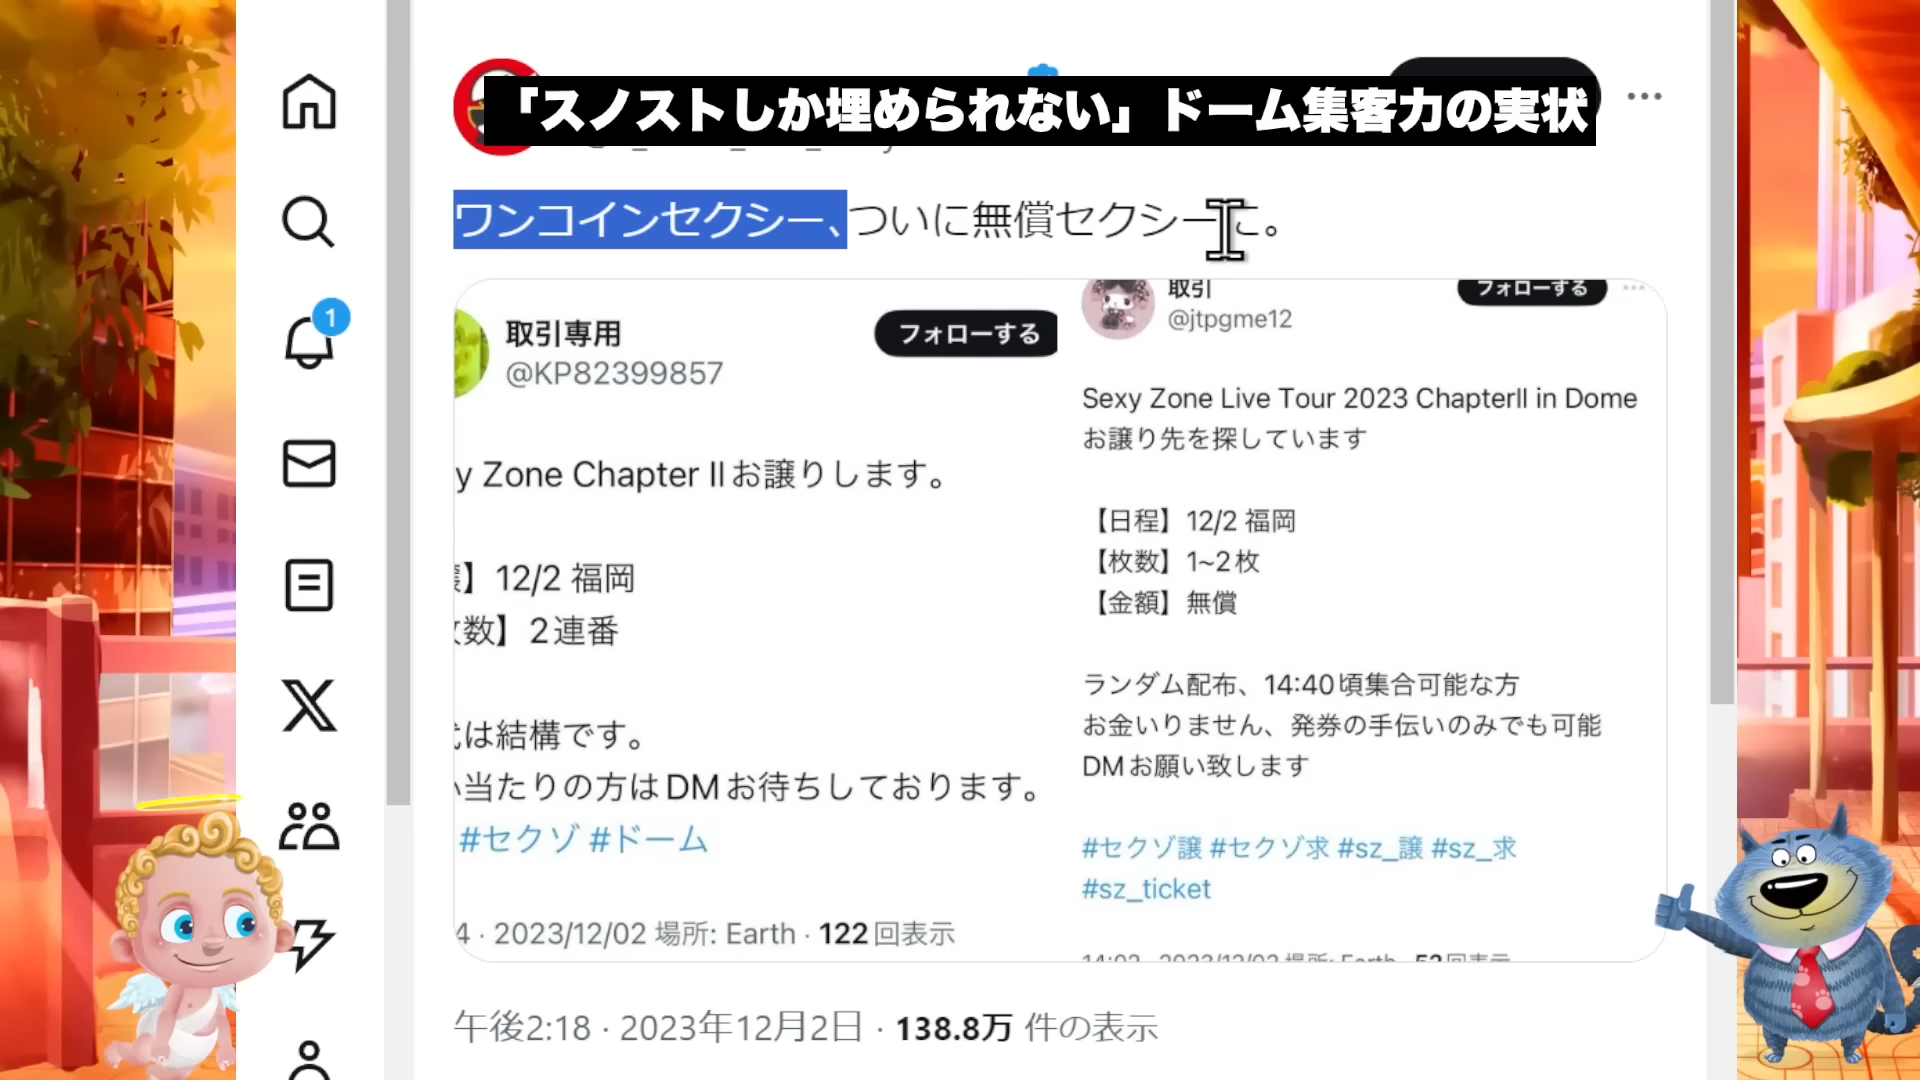 「スノストしか埋められない」ドーム集客力の実状
ワンコインセクシー、ついに無償セクシーに。
1
取引専用
@KP82399857
フォローする
y Zone Chapter IIお譲りします。
】12/2 福岡
数】2連番
は結構です。
当たりの方はDMお待ちしております。
#セクゾ #ドーム
4 · 2023/12/02 場所: Earth · 122回表示
取引
@jtpgme12
フォローする
Sexy Zone Live Tour 2023 ChapterII in Dome
お譲り先を探しています
【日程】12/2 福岡
【枚数】1~2枚
【金額】無償
ランダム配布、14:40頃集合可能な方
お金いりません、発券の手伝いのみでも可能
DMお願い致します
#セクゾ譲 #セクゾ求 #sz_譲 #sz_求
#sz_ticket
午後2:18 · 2023年12月2日 · 138.8万 件の表示